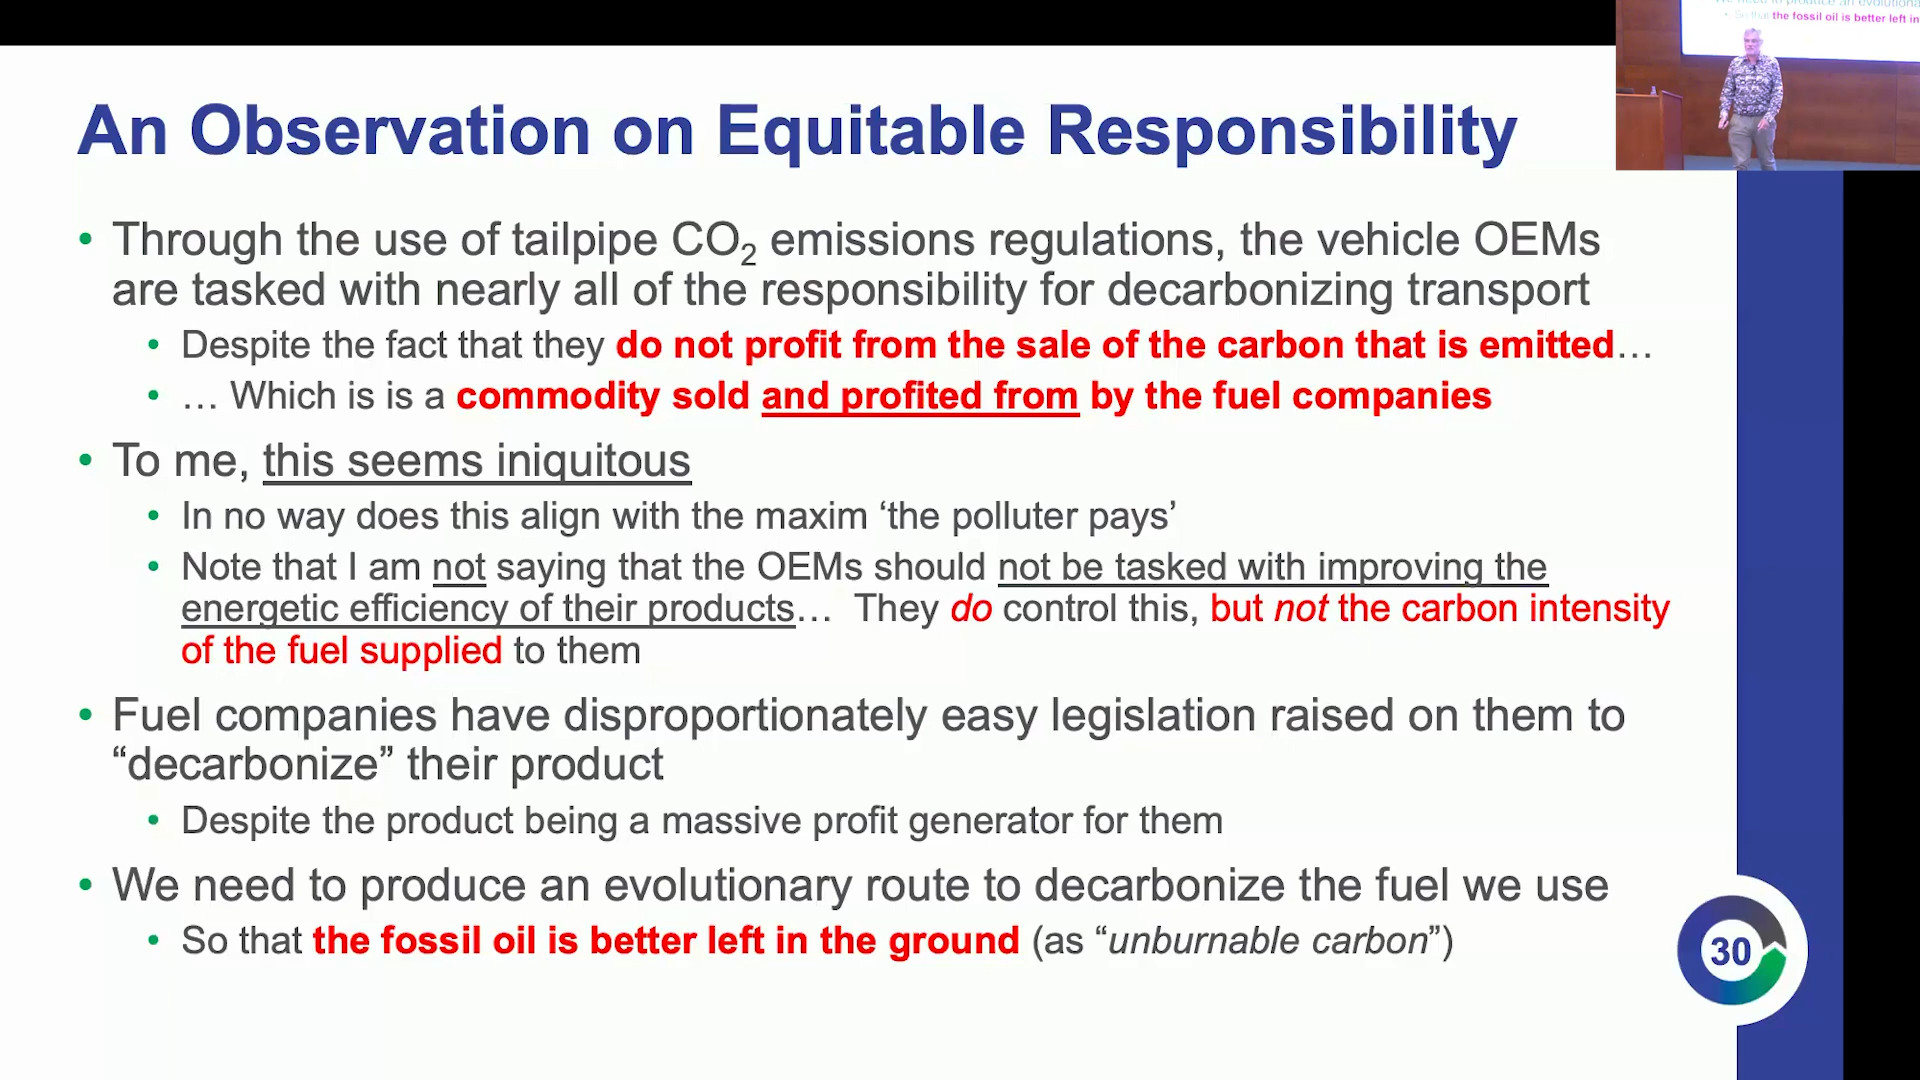 We need to produce an evolutiona
• So that the fossil oil is better left in
An Observation on Equitable Responsibility
• Through the use of tailpipe CO₂ emissions regulations, the vehicle OEMs
are tasked with nearly all of the responsibility for decarbonizing transport
• Despite the fact that they do not profit from the sale of the carbon that is emitted…
• … Which is is a commodity sold and profited from by the fuel companies
• To me, this seems iniquitous
• In no way does this align with the maxim ‘the polluter pays’
• Note that I am not saying that the OEMs should not be tasked with improving the
energetic efficiency of their products… They do control this, but not the carbon intensity
of the fuel supplied to them
• Fuel companies have disproportionately easy legislation raised on them to
“decarbonize” their product
• Despite the product being a massive profit generator for them
• We need to produce an evolutionary route to decarbonize the fuel we use
• So that the fossil oil is better left in the ground (as “unburnable carbon”)
30